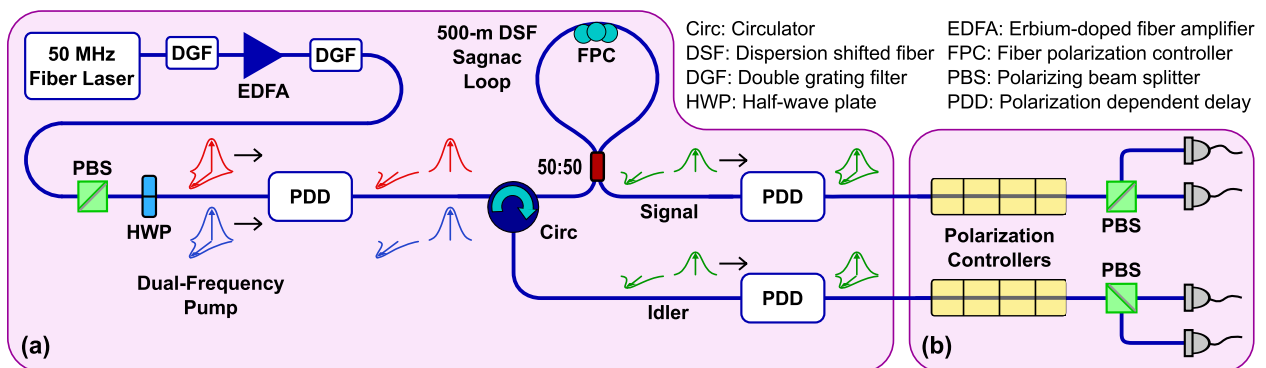 50 MHz
Fiber Laser
DGF
EDFA
DGF
500-m DSF
Sagnac
Loop
FPC
Circ: Circulator
DSF: Dispersion shifted fiber
DGF: Double grating filter
HWP: Half-wave plate
EDFA: Erbium-doped fiber amplifier
FPC: Fiber polarization controller
PBS: Polarizing beam splitter
PDD: Polarization dependent delay
PBS
HWP
PDD
Dual-Frequency
Pump
50:50
Circ
Signal
PDD
Idler
PDD
Polarization
Controllers
PBS
PBS
(a)
(b)